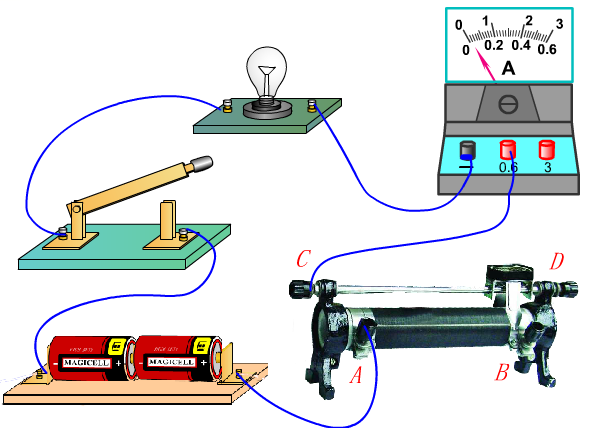 0 1 2 3
0 0.2 0.4 0.6
A
− 0.6 3
C D
A B
- MAGICELL + - MAGICELL +